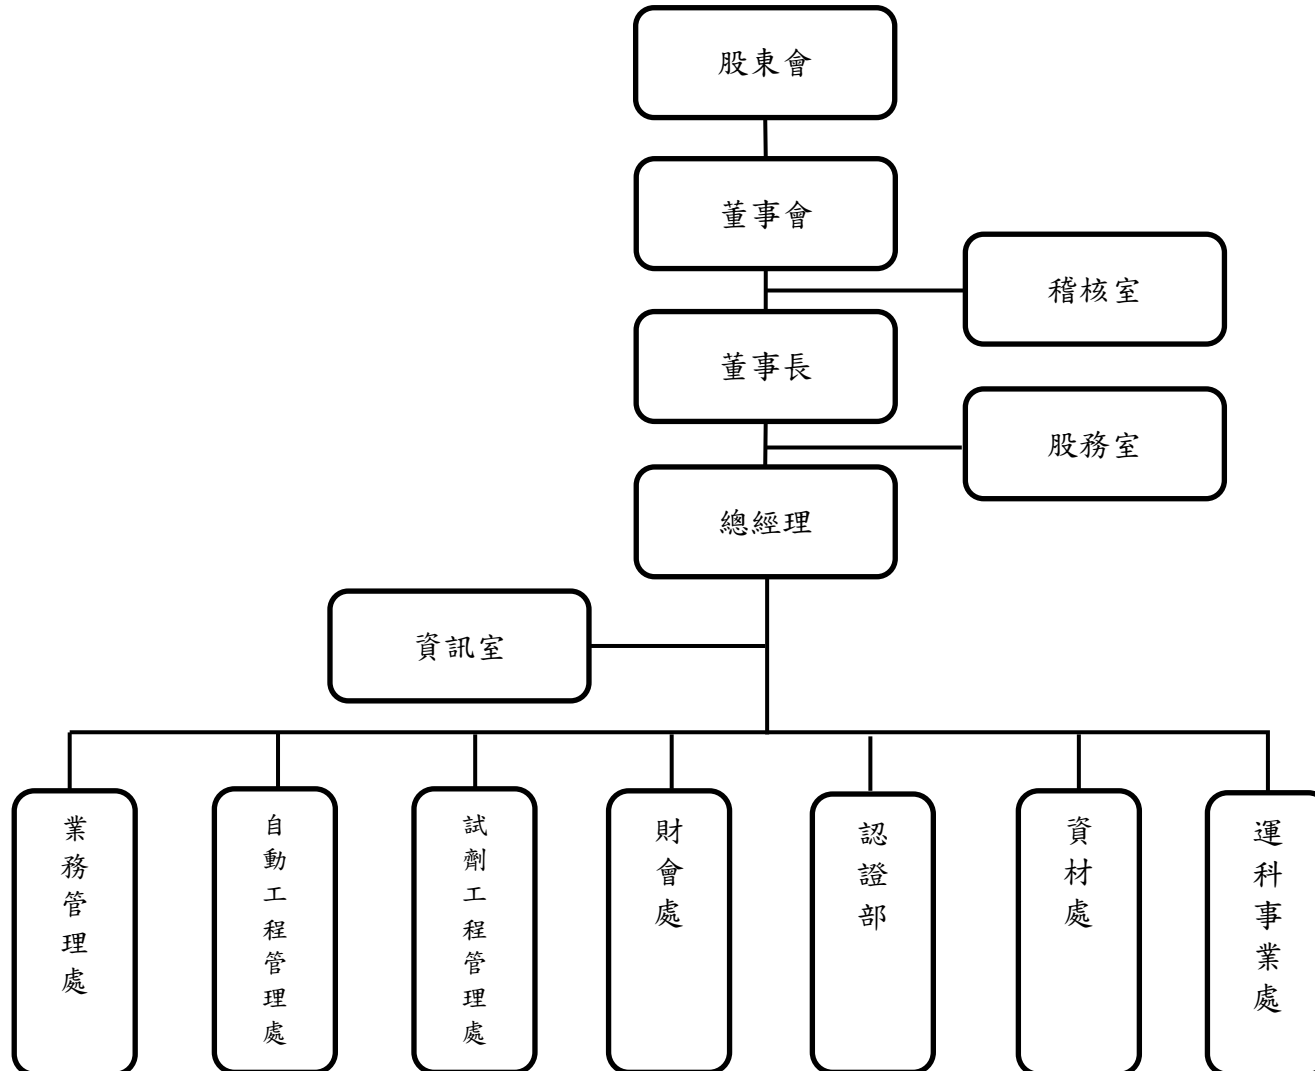 股東會
董事會
稽核室
董事長
股務室
總經理
資訊室
業務管理處
自動工程管理處
試劑工程管理處
財會處
認證部
資材處
運科事業處